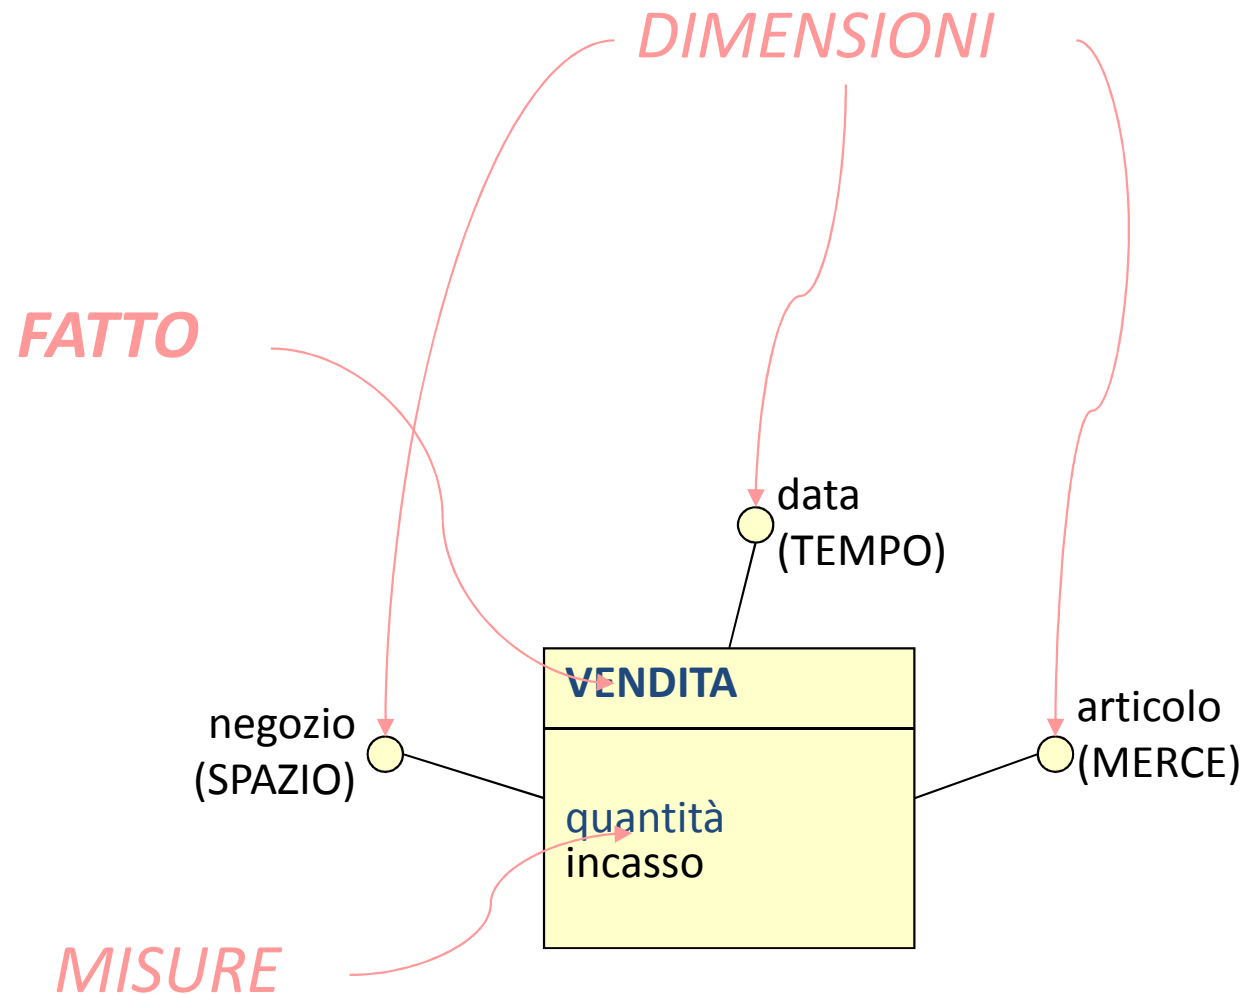 DIMENSIONI
FATTO
data
(TEMPO)
VENDITA
negozio
(SPAZIO)
articolo
(MERCE)
quantità
incasso
MISURE